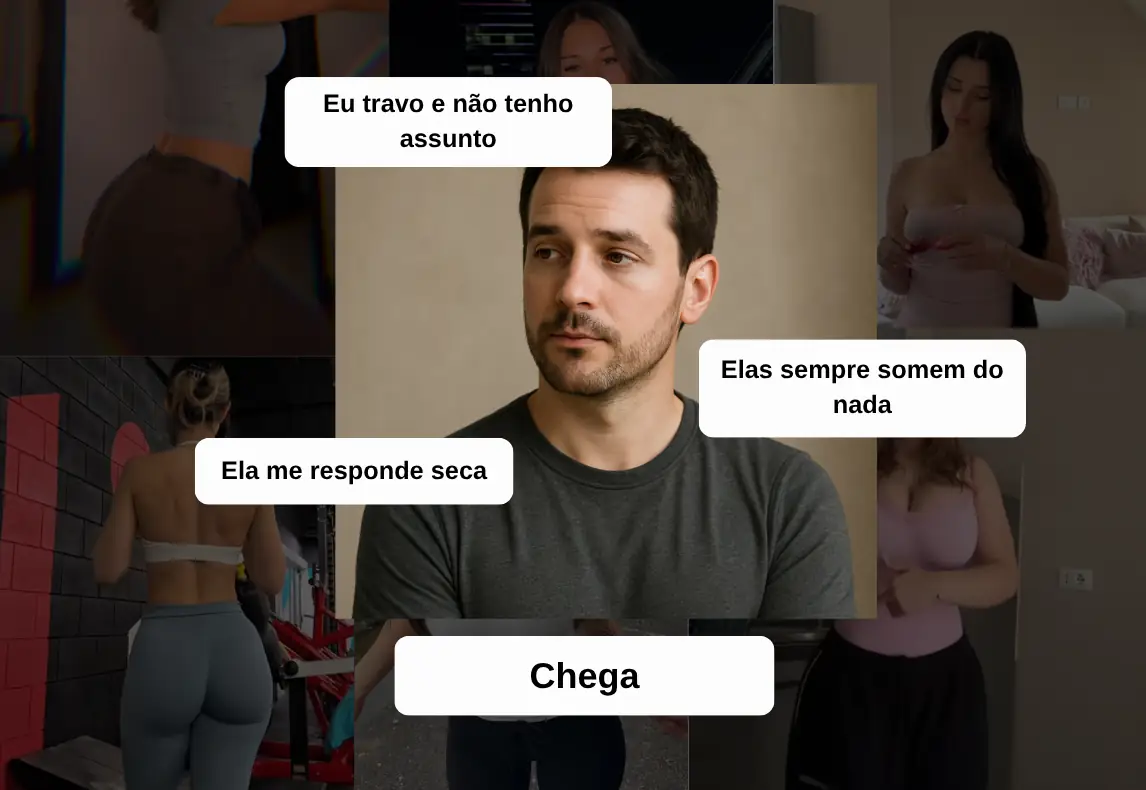 Eu travo e não tenho
assunto
Elas sempre somem do
nada
Ela me responde seca
Chega